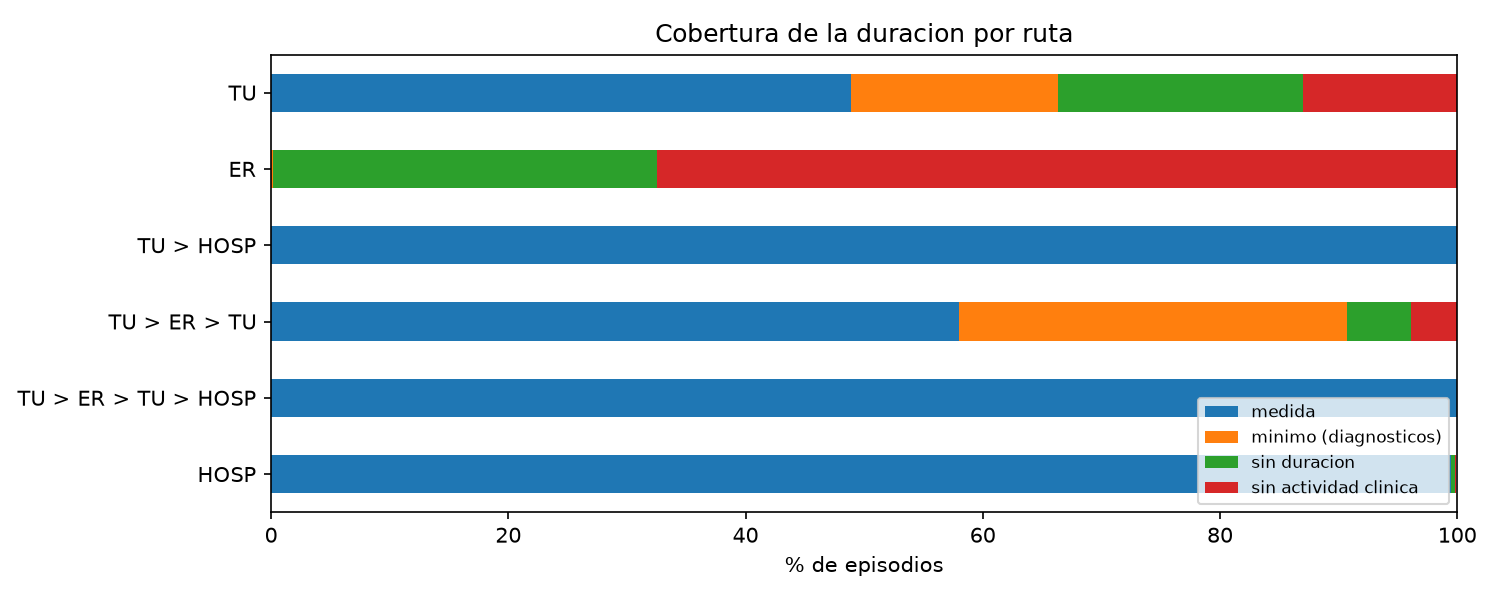 Cobertura de la duracion por ruta
TU
ER
TU > HOSP
TU > ER > TU
TU > ER > TU > HOSP
HOSP
medida
minimo (diagnosticos)
sin duracion
sin actividad clinica
0 20 40 60 80 100
% de episodios